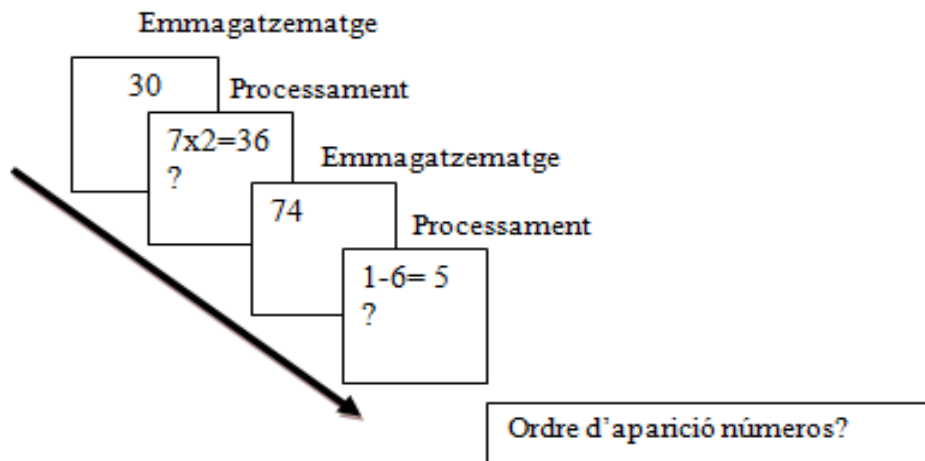 Emmagatzematge
30
Processament
7x2=36
?
Emmagatzematge
74
Processament
1-6= 5
?
Ordre d'aparició números?